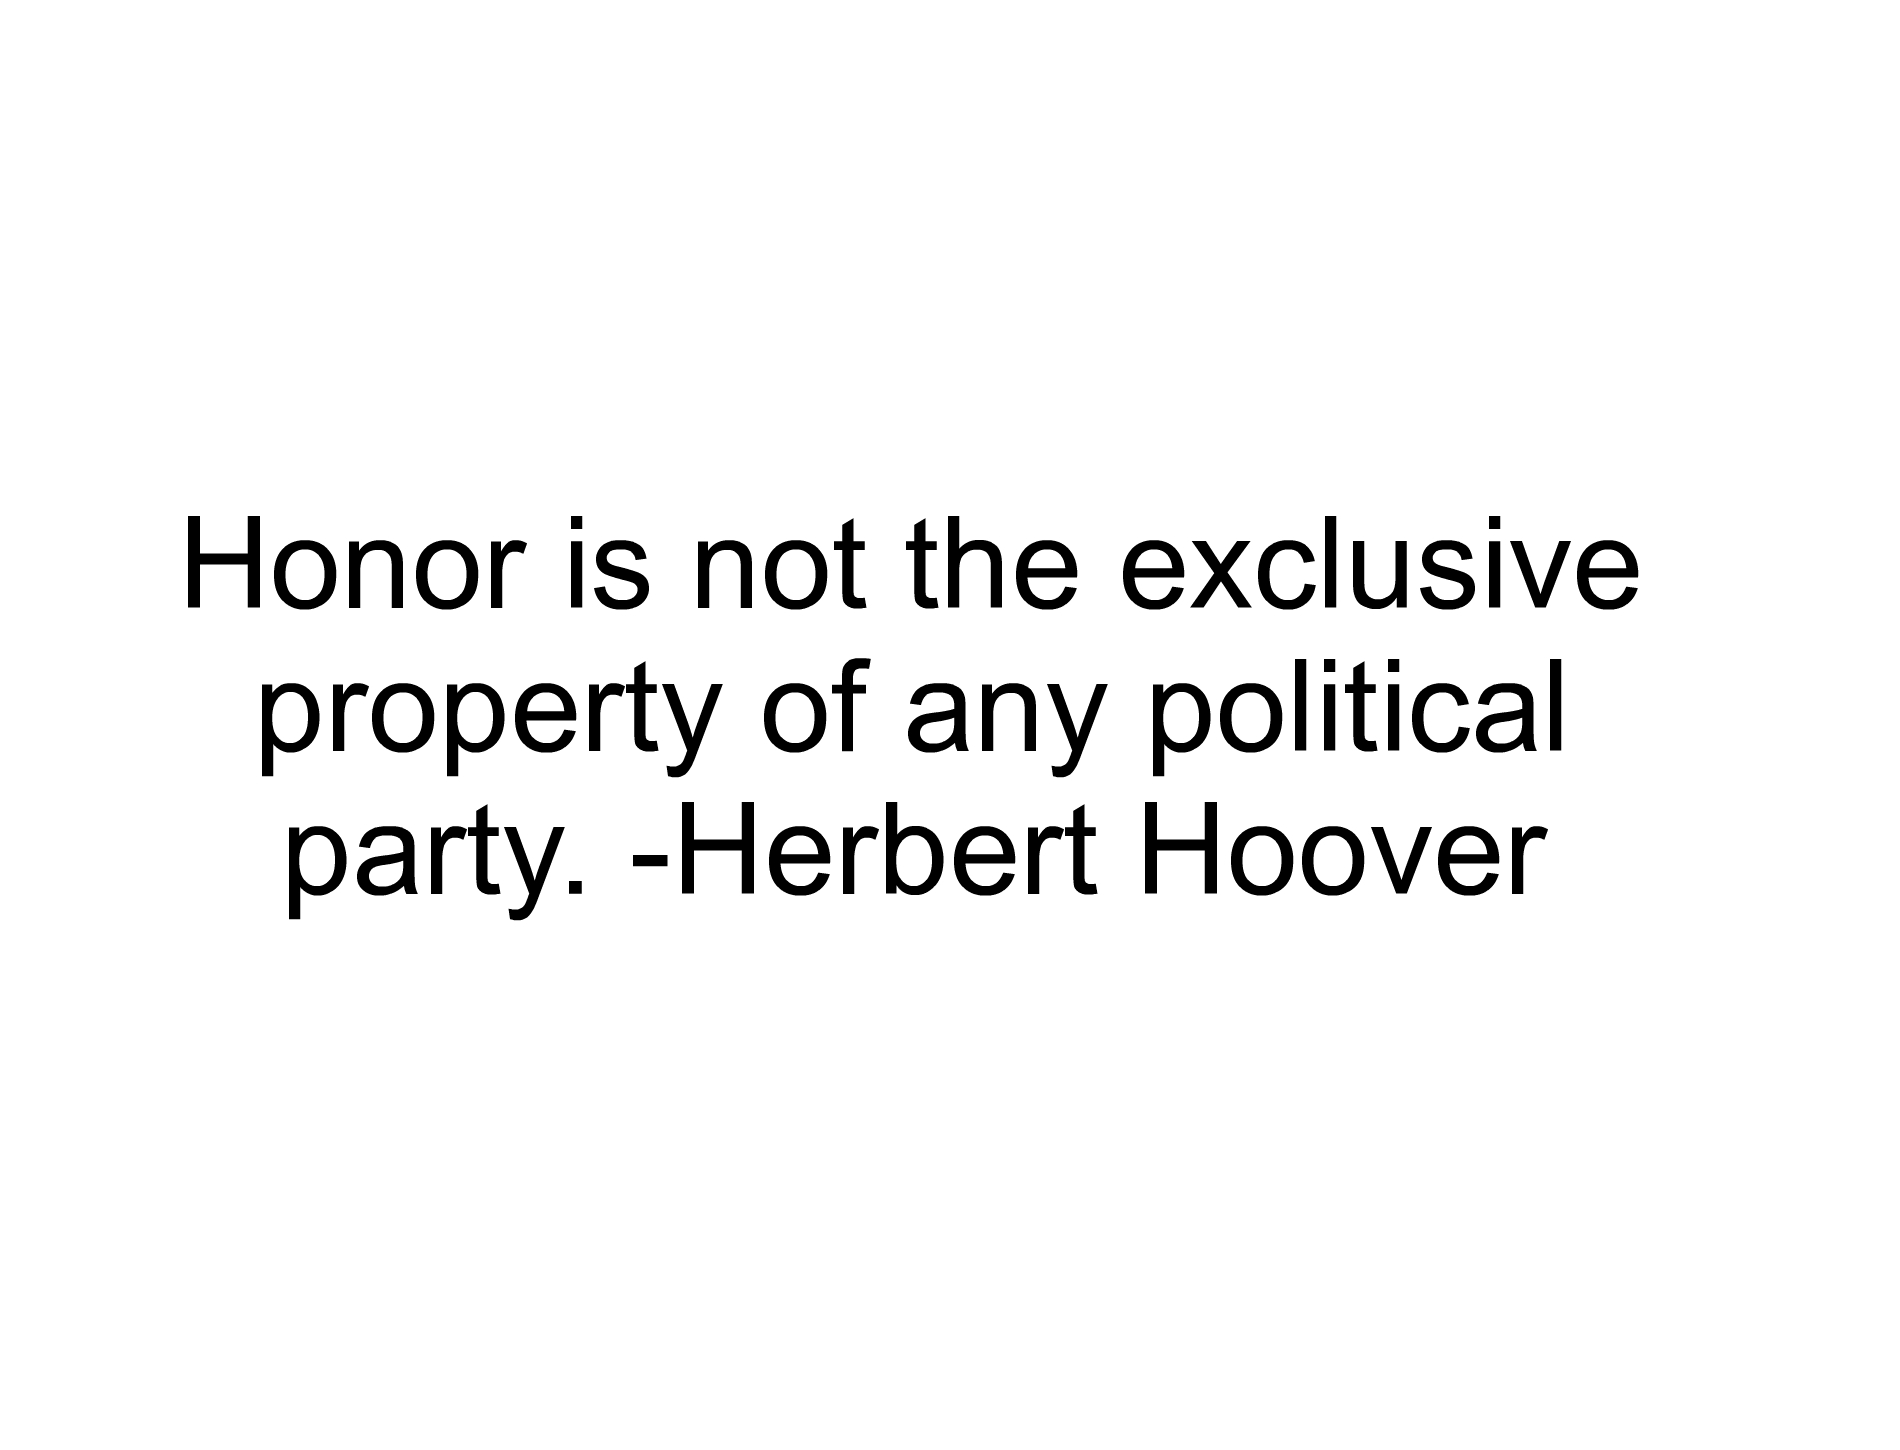 Honor is not the exclusive
property of any political
party. -Herbert Hoover